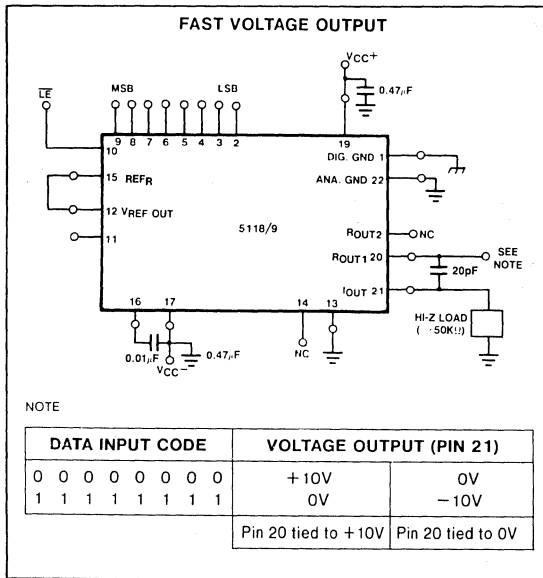 FAST VOLTAGE OUTPUT
VCC+
LE MSB LSB 0.47µF
9 8 7 6 5 4 3 2 19
10 DIG. GND 1
15 REFR ANA. GND 22
12 VREF OUT
11 5118/9 ROUT2 NC
ROUT1 20 SEE NOTE
20pF
IOUT 21
16 17 14 13 HI-Z LOAD
50KΩ)
0.01µF 0.47µF NC
VCC−
NOTE
DATA INPUT CODE VOLTAGE OUTPUT (PIN 21)
0 0 0 0 0 0 0 0 +10V 0V
1 1 1 1 1 1 1 1 0V −10V
Pin 20 tied to +10V Pin 20 tied to 0V